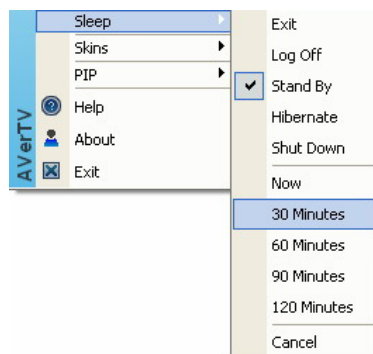 AVerTV
Sleep
Skins
PIP
Help
About
Exit
Exit
Log Off
Stand By
Hibernate
Shut Down
Now
30 Minutes
60 Minutes
90 Minutes
120 Minutes
Cancel